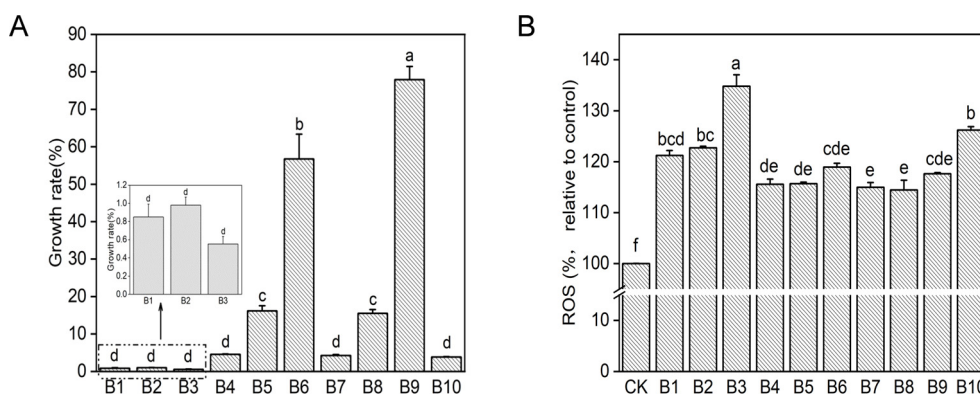 A
B
Growth rate(%)
90
80
70
60
50
40
30
20
10
0
a
b
c
c
d
d
d
d
d
d
B1 B2 B3 B4 B5 B6 B7 B8 B9 B10
Growth rate(%)
1.2
1.0
0.8
0.6
0.4
0.2
0.0
d
d
d
B1 B2 B3
ROS (%, relative to control)
140
130
120
110
100
10
0
f
bcd
bc
a
de
de
cde
e
e
cde
b
CK B1 B2 B3 B4 B5 B6 B7 B8 B9 B10